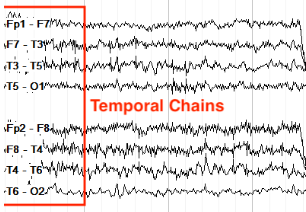 Fp1 - F7
F7 - T3
T3 - T5
T5 - O1
Temporal Chains
Fp2 - F8
F8 - T4
T4 - T6
T6 - O2